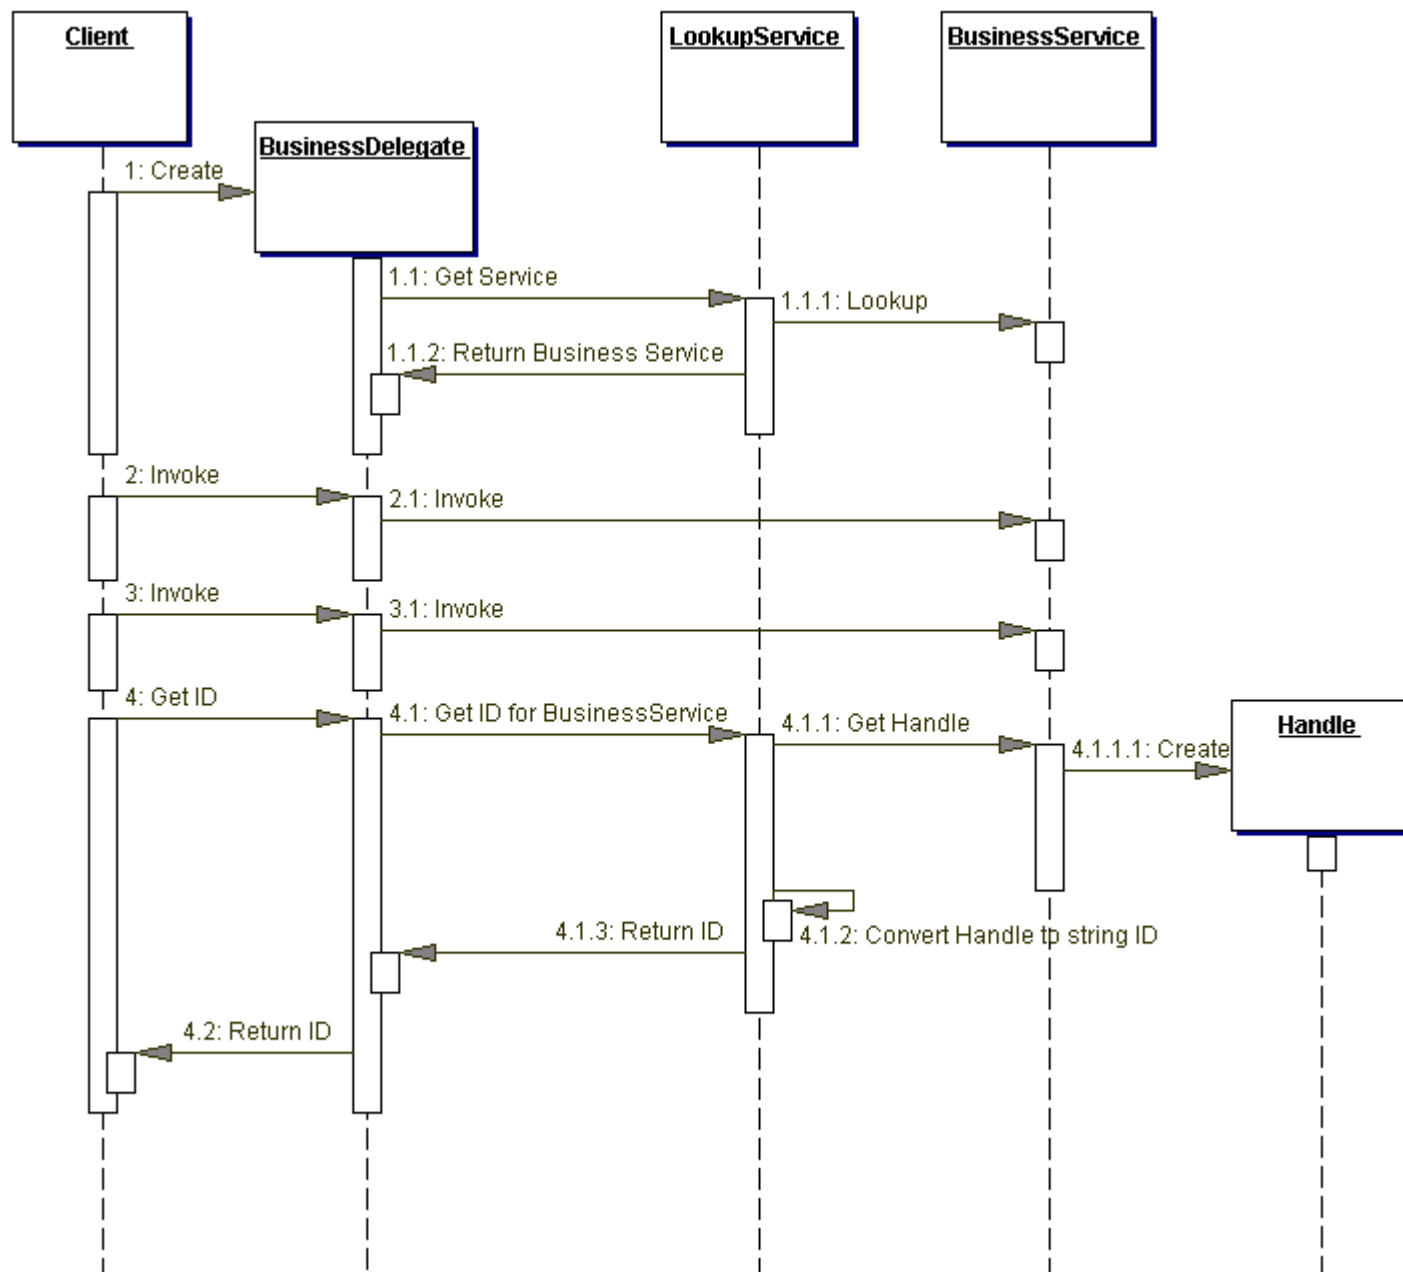 Client
LookupService
BusinessService
BusinessDelegate
1: Create
1.1: Get Service
1.1.1: Lookup
1.1.2: Return Business Service
2: Invoke
2.1: Invoke
3: Invoke
3.1: Invoke
4: Get ID
4.1: Get ID for BusinessService
4.1.1: Get Handle
Handle
4.1.1.1: Create
4.1.3: Return ID
4.1.2: Convert Handle to string ID
4.2: Return ID